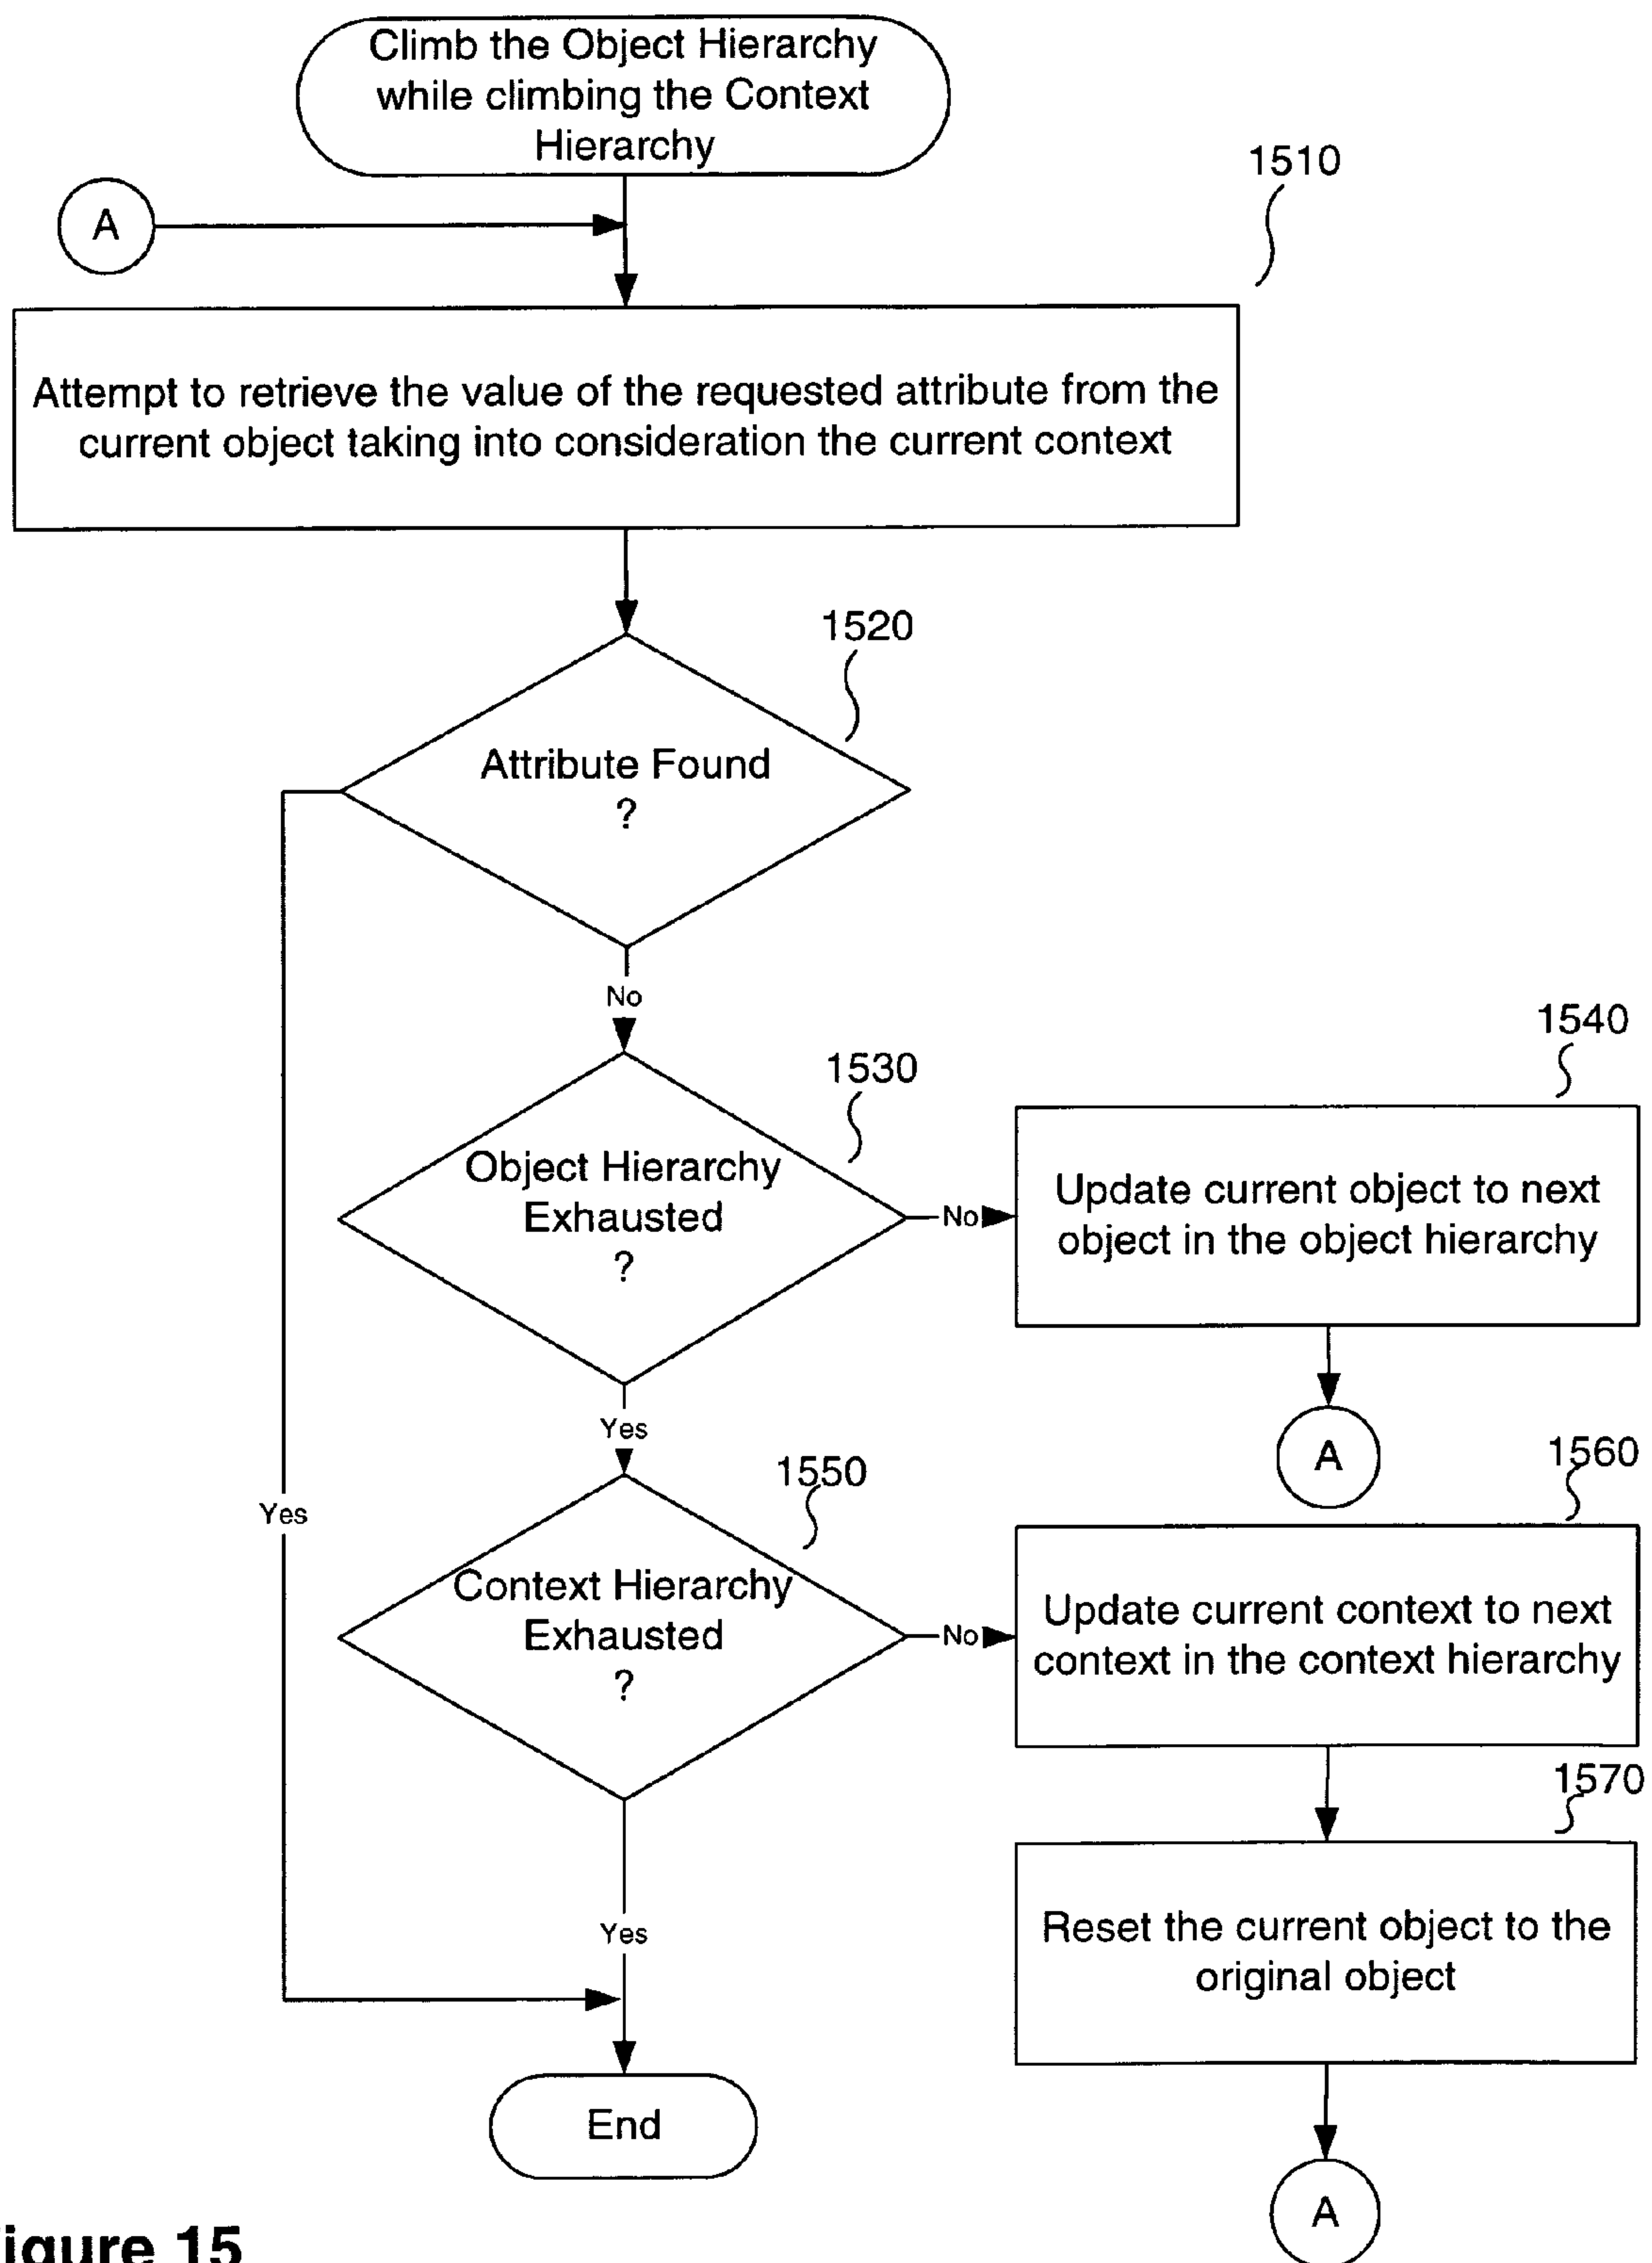 Climb the Object Hierarchy
while climbing the Context
Hierarchy
1510
A
Attempt to retrieve the value of the requested attribute from the
current object taking into consideration the current context
1520
Attribute Found
?
No
1540
1530
Object Hierarchy
Exhausted
?
No
Update current object to next
object in the object hierarchy
Yes
A
1560
1550
Yes
Context Hierarchy
Exhausted
?
No
Update current context to next
context in the context hierarchy
1570
Yes
Reset the current object to the
original object
End
A
igure 15